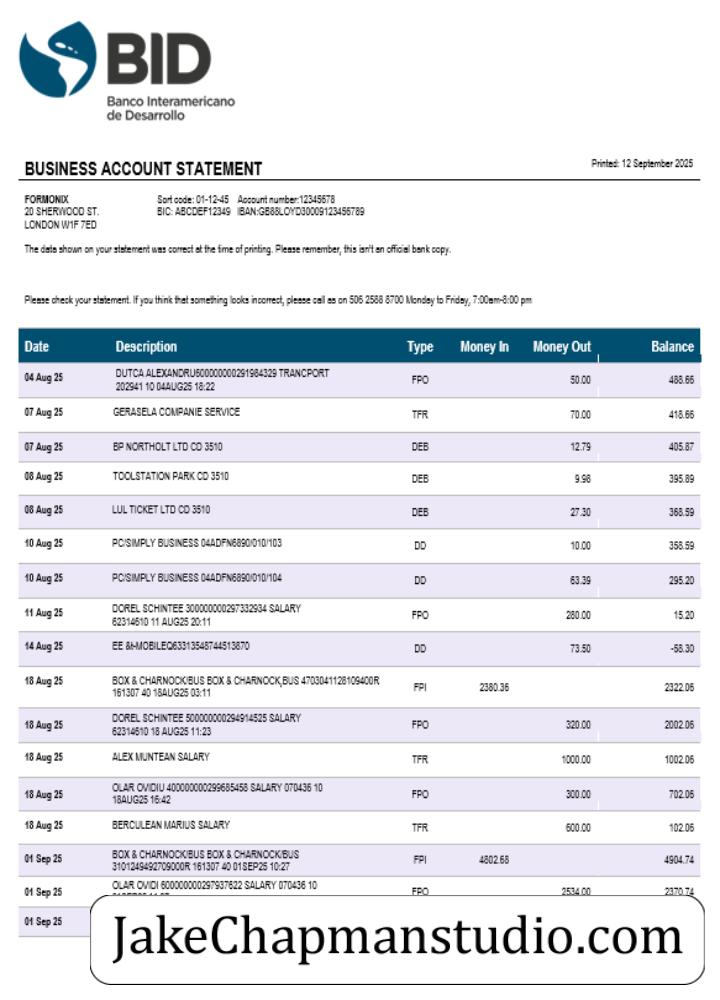 BID
Banco Interamericano
de Desarrollo
BUSINESS ACCOUNT STATEMENT Printed: 12 September 2025
FORMONIX Sort code: 01-12-45 Account number:12345678
20 SHERWOOD ST. BIC: ABCDEF12349 IBAN:GB88LOYD30009123456789
LONDON W1F 7ED
The data shown on your statement was correct at the time of printing. Please remember, this isn't an official bank copy.
Please check your statement. If you think that something looks incorrect, please call as on 506 2588 8700 Monday to Friday, 7:00am-8:00 pm
Date Description Type Money In Money Out Balance
04 Aug 25 DUTCA ALEXANDRU600000000291984329 TRANCPORT FPO 50.00 488.66
202941 10 04AUG25 18:22
07 Aug 25 GERASELA COMPANIE SERVICE TFR 70.00 418.66
07 Aug 25 BP NORTHOLT LTD CD 3510 DEB 12.79 405.87
08 Aug 25 TOOLSTATION PARK CD 3510 DEB 9.98 395.89
08 Aug 25 LUL TICKET LTD CD 3510 DEB 27.30 368.59
10 Aug 25 PC/SIMPLY BUSINESS 04ADFN6890/010/103 DD 10.00 358.59
10 Aug 25 PC/SIMPLY BUSINESS 04ADFN6890/010/104 DD 63.39 295.20
11 Aug 25 DOREL SCHINTEE 300000000297332934 SALARY FPO 280.00 15.20
62314610 11 AUG25 20:11
14 Aug 25 EE &t-MOBILEQ63313548744513870 DD 73.50 -58.30
18 Aug 25 BOX & CHARNOCK/BUS BOX & CHARNOCK,BUS 4703041128109400R FPI 2380.36 2322.06
161307 40 18AUG25 03:11
18 Aug 25 DOREL SCHINTEE 500000000294914525 SALARY FPO 320.00 2002.06
62314610 18 AUG25 11:23
18 Aug 25 ALEX MUNTEAN SALARY TFR 1000.00 1002.06
18 Aug 25 OLAR OVIDIU 400000000299685458 SALARY 070436 10 FPO 300.00 702.06
18AUG25 16:42
18 Aug 25 BERCULEAN MARIUS SALARY TFR 600.00 102.06
01 Sep 25 BOX & CHARNOCK/BUS BOX & CHARNOCK/BUS FPI 4802.68 4904.74
3101249492709000R 161307 40 01SEP25 10:27
01 Sep 25 OLAR OVIDI 600000000297937622 SALARY 070436 10 FPO 2534.00 2370.74
01 Sep 25
JakeChapmanstudio.com